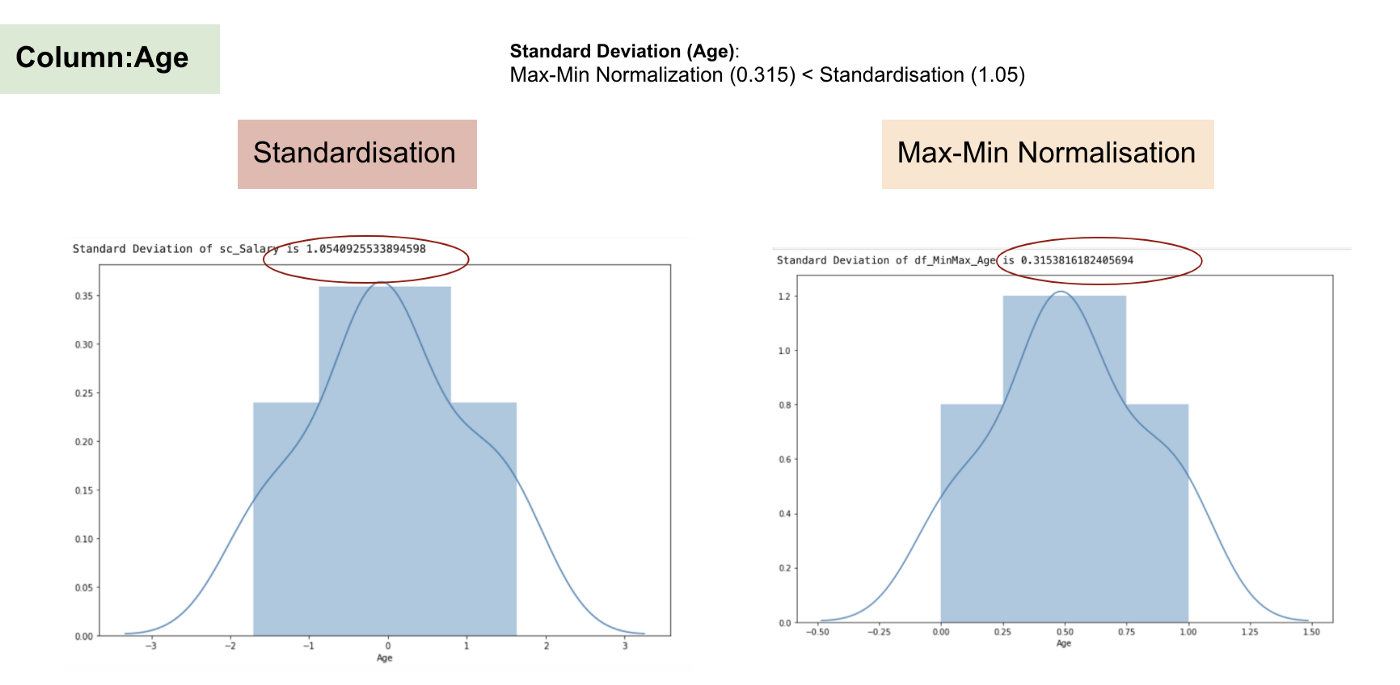 Column:Age
Standard Deviation (Age):
Max-Min Normalization (0.315) < Standardisation (1.05)
Standardisation
Max-Min Normalisation
Standard Deviation of sc_Salary is 1.0540925533894598
0.35
0.30
0.25
0.20
0.15
0.10
0.05
0.00
−3 −2 −1 0 1 2 3
Age
Standard Deviation of df_MinMax_Age is 0.3153816182405694
1.2
1.0
0.8
0.6
0.4
0.2
0.0
−0.50 −0.25 0.00 0.25 0.50 0.75 1.00 1.25 1.50
Age